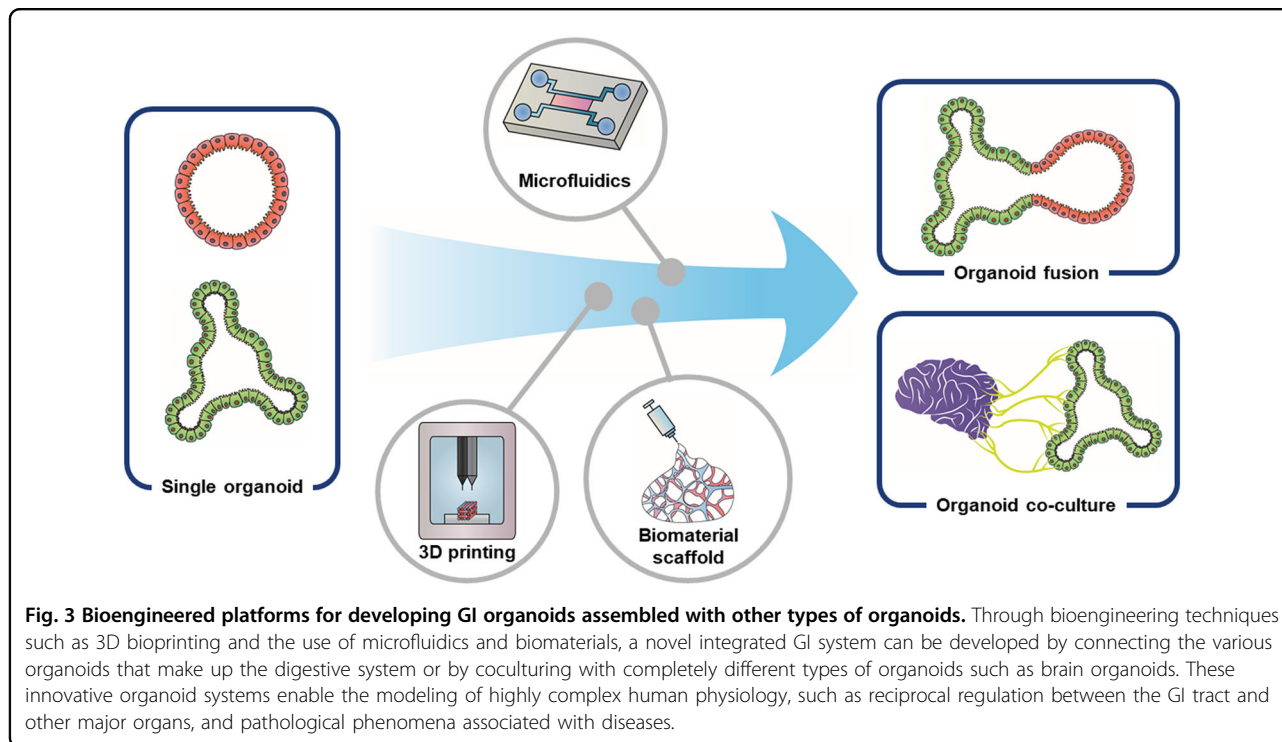 Microfluidics
Single organoid
3D printing
Biomaterial
scaffold
Organoid fusion
Organoid co-culture
Fig. 3 Bioengineered platforms for developing GI organoids assembled with other types of organoids. Through bioengineering techniques
such as 3D bioprinting and the use of microfluidics and biomaterials, a novel integrated GI system can be developed by connecting the various
organoids that make up the digestive system or by coculturing with completely different types of organoids such as brain organoids. These
innovative organoid systems enable the modeling of highly complex human physiology, such as reciprocal regulation between the GI tract and
other major organs, and pathological phenomena associated with diseases.